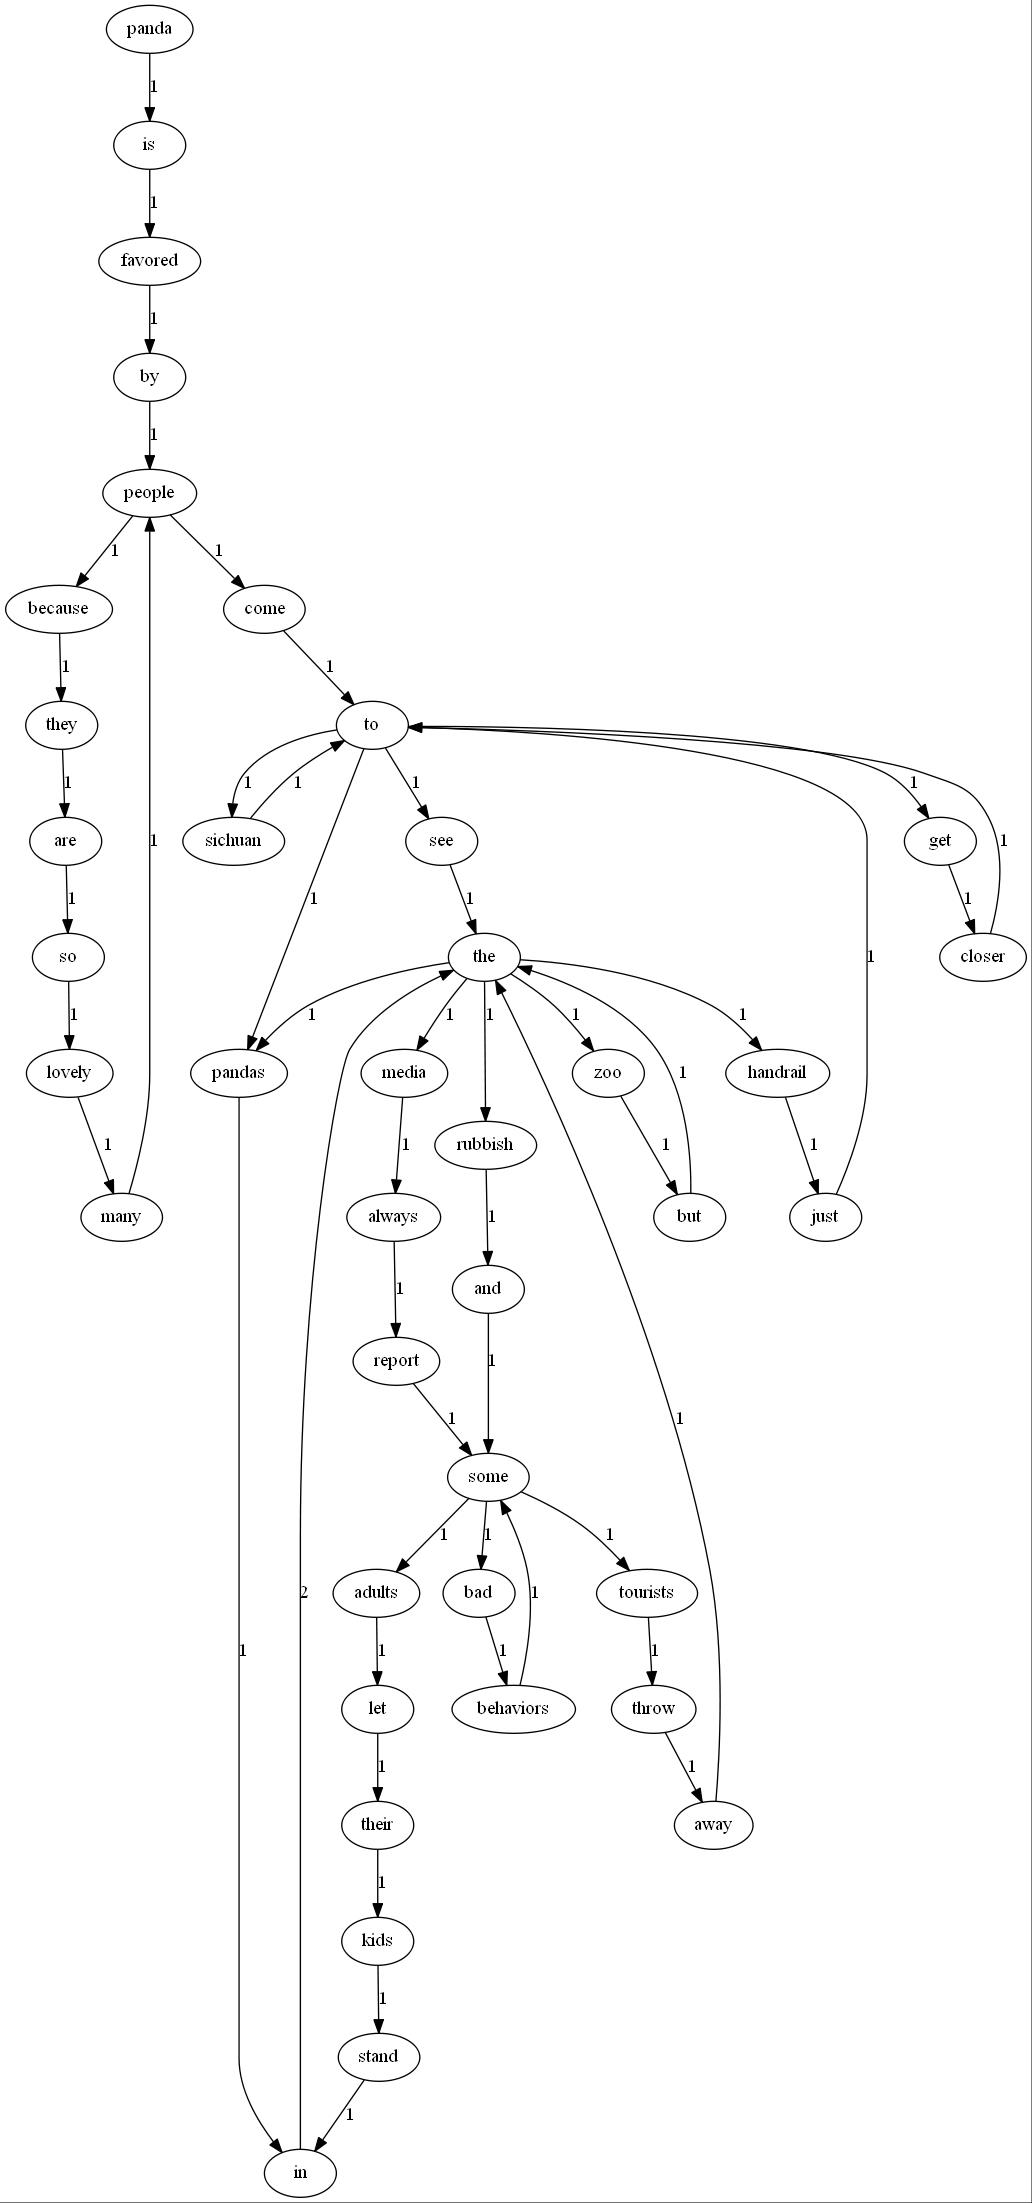 panda
1
is
1
favored
1
by
1
people
1 1
because come
1 1
they to
1 1 1 1 1
are sichuan see get
1 1 1 1 1
so the closer
1 1 1 1 1 1
lovely pandas media zoo handrail
1
1 1 1 1
rubbish
many always but just
1
1 and
1
report
1 1 1
some
1 1 1
2 adults bad tourists
1
1 1 1 1
let behaviors throw
1 1
their away
1
kids
1
stand
1
in